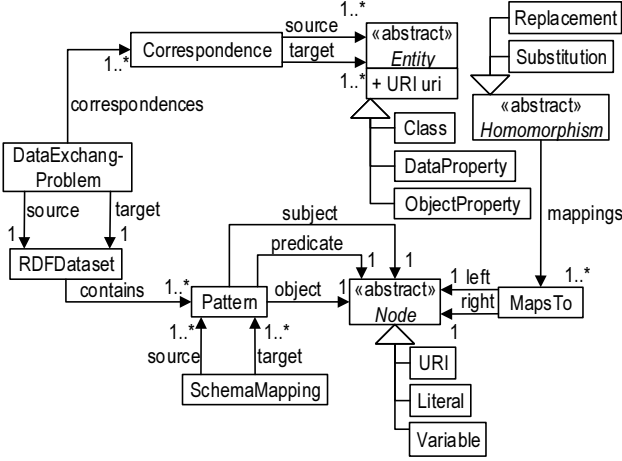 Replacement
1..*
source
Correspondence
target
«abstract»
Entity
Substitution
1..*
1..*
+ URI uri
correspondences
«abstract»
Homomorphism
Class
DataExchang-
Problem
DataProperty
ObjectProperty
source
target
subject
mappings
1
1
predicate
RDFDataset
1
1
contains
1..*
Pattern
object
1
«abstract»
Node
1
left
1..*
right
MapsTo
1
1..*
1..*
source
target
SchemaMapping
URI
Literal
Variable